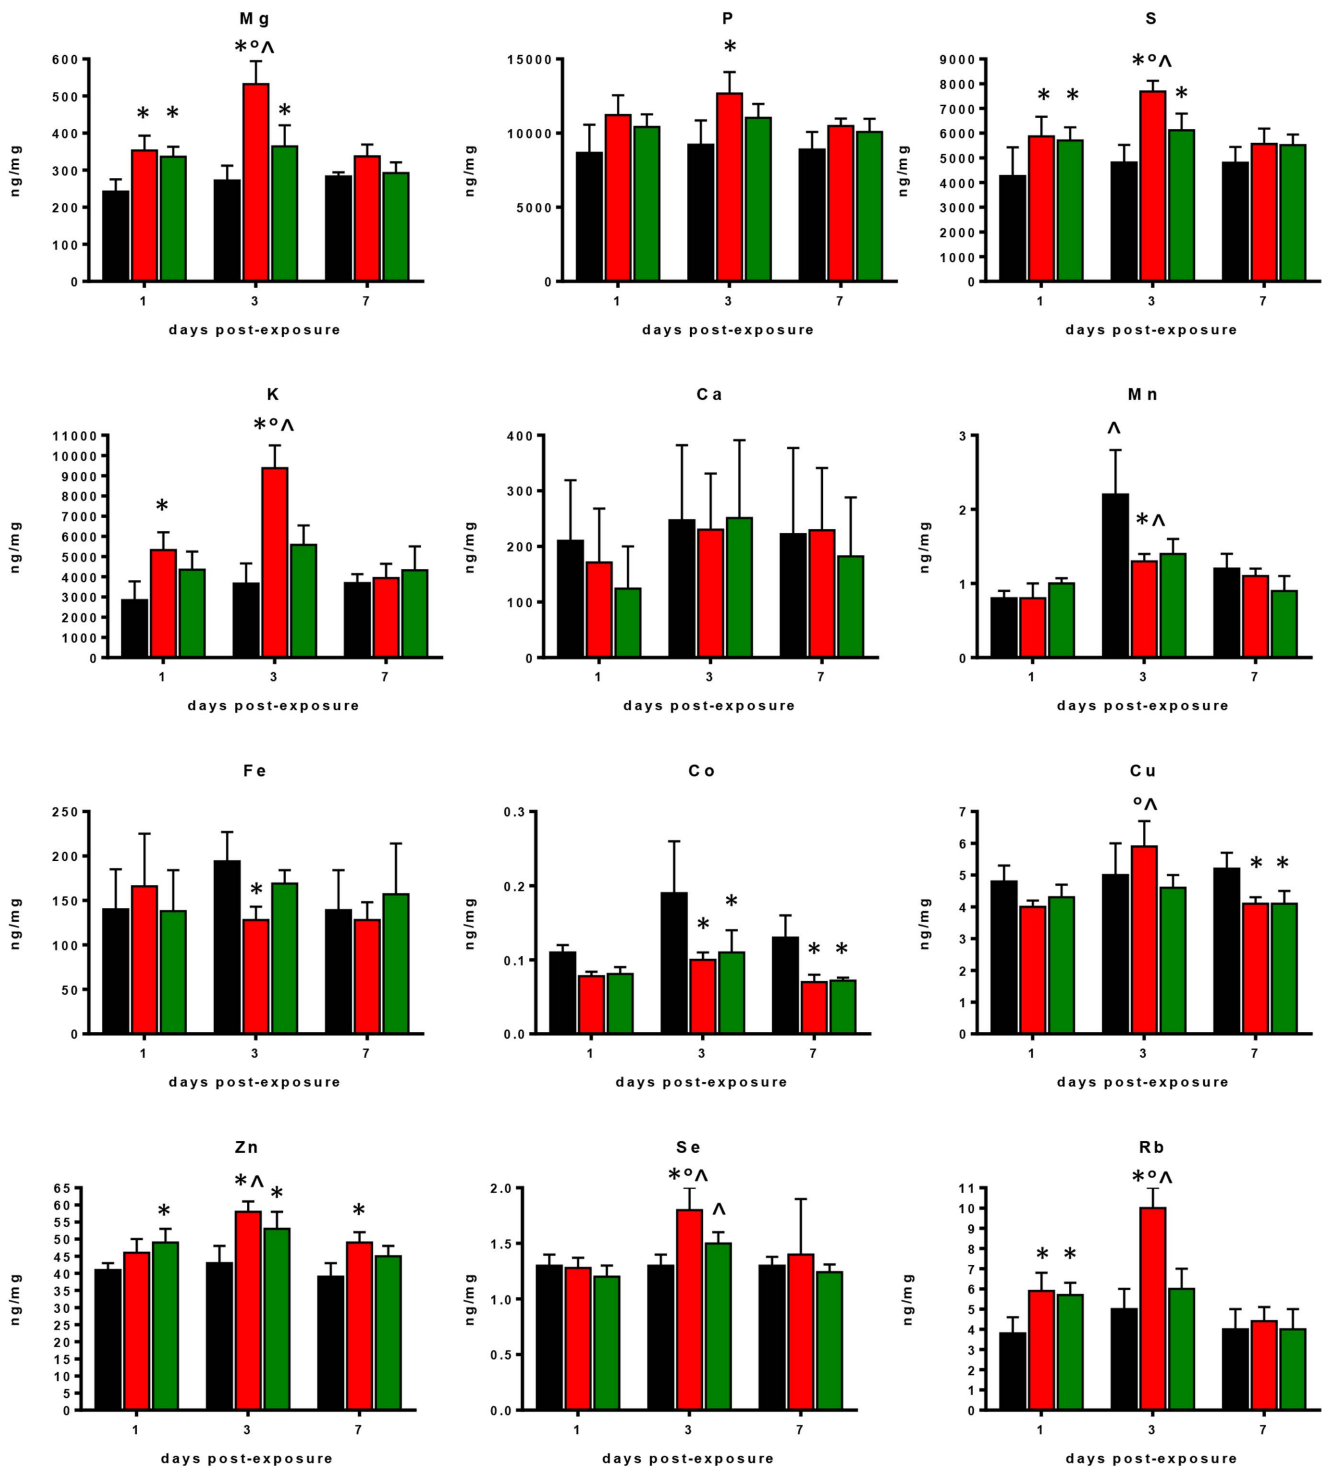 Mg
*°^
600
500
400
300
200
100
0
* * *
ng/mg
1 3 7
days post-exposure
P
*
15000
10000
5000
0
ng/mg
1 3 7
days post-exposure
S
*°^
9000
8000
7000
6000
5000
4000
3000
2000
1000
0
* * *
ng/mg
1 3 7
days post-exposure
K
*°^
11000
10000
9000
8000
7000
6000
5000
4000
3000
2000
1000
0
*
ng/mg
1 3 7
days post-exposure
Ca
400
300
200
100
0
ng/mg
1 3 7
days post-exposure
Mn
^
3
2
1
0
*^
ng/mg
1 3 7
days post-exposure
Fe
250
200
150
100
50
0
*
ng/mg
1 3 7
days post-exposure
Co
0.3
0.2
0.1
0.0
* * * *
ng/mg
1 3 7
days post-exposure
Cu
°^
7
6
5
4
3
2
1
0
* *
ng/mg
1 3 7
days post-exposure
Zn
*^
65
60
55
50
45
40
35
30
25
20
15
10
5
0
* * *
ng/mg
1 3 7
days post-exposure
Se
*°^
2.0
1.5
1.0
0.5
0.0
^
ng/mg
1 3 7
days post-exposure
Rb
*°^
11
10
9
8
7
6
5
4
3
2
1
0
* *
ng/mg
1 3 7
days post-exposure